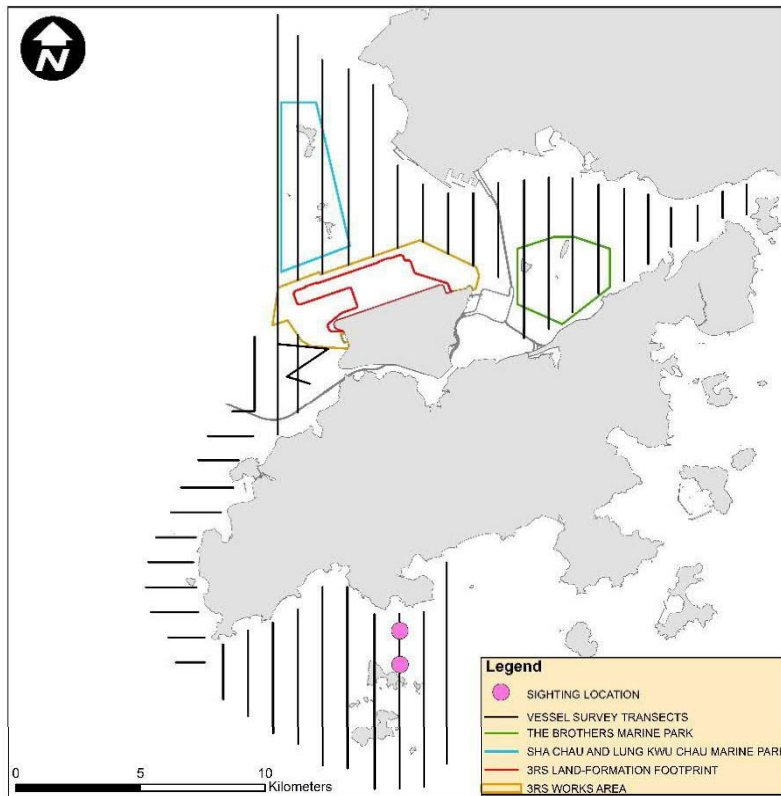 N
Legend
SIGHTING LOCATION
VESSEL SURVEY TRANSECTS
THE BROTHERS MARINE PARK
SHA CHAU AND LUNG KWU CHAU MARINE PARK
3RS LAND-FORMATION FOOTPRINT
3RS WORKS AREA
0 5 10
Kilometers